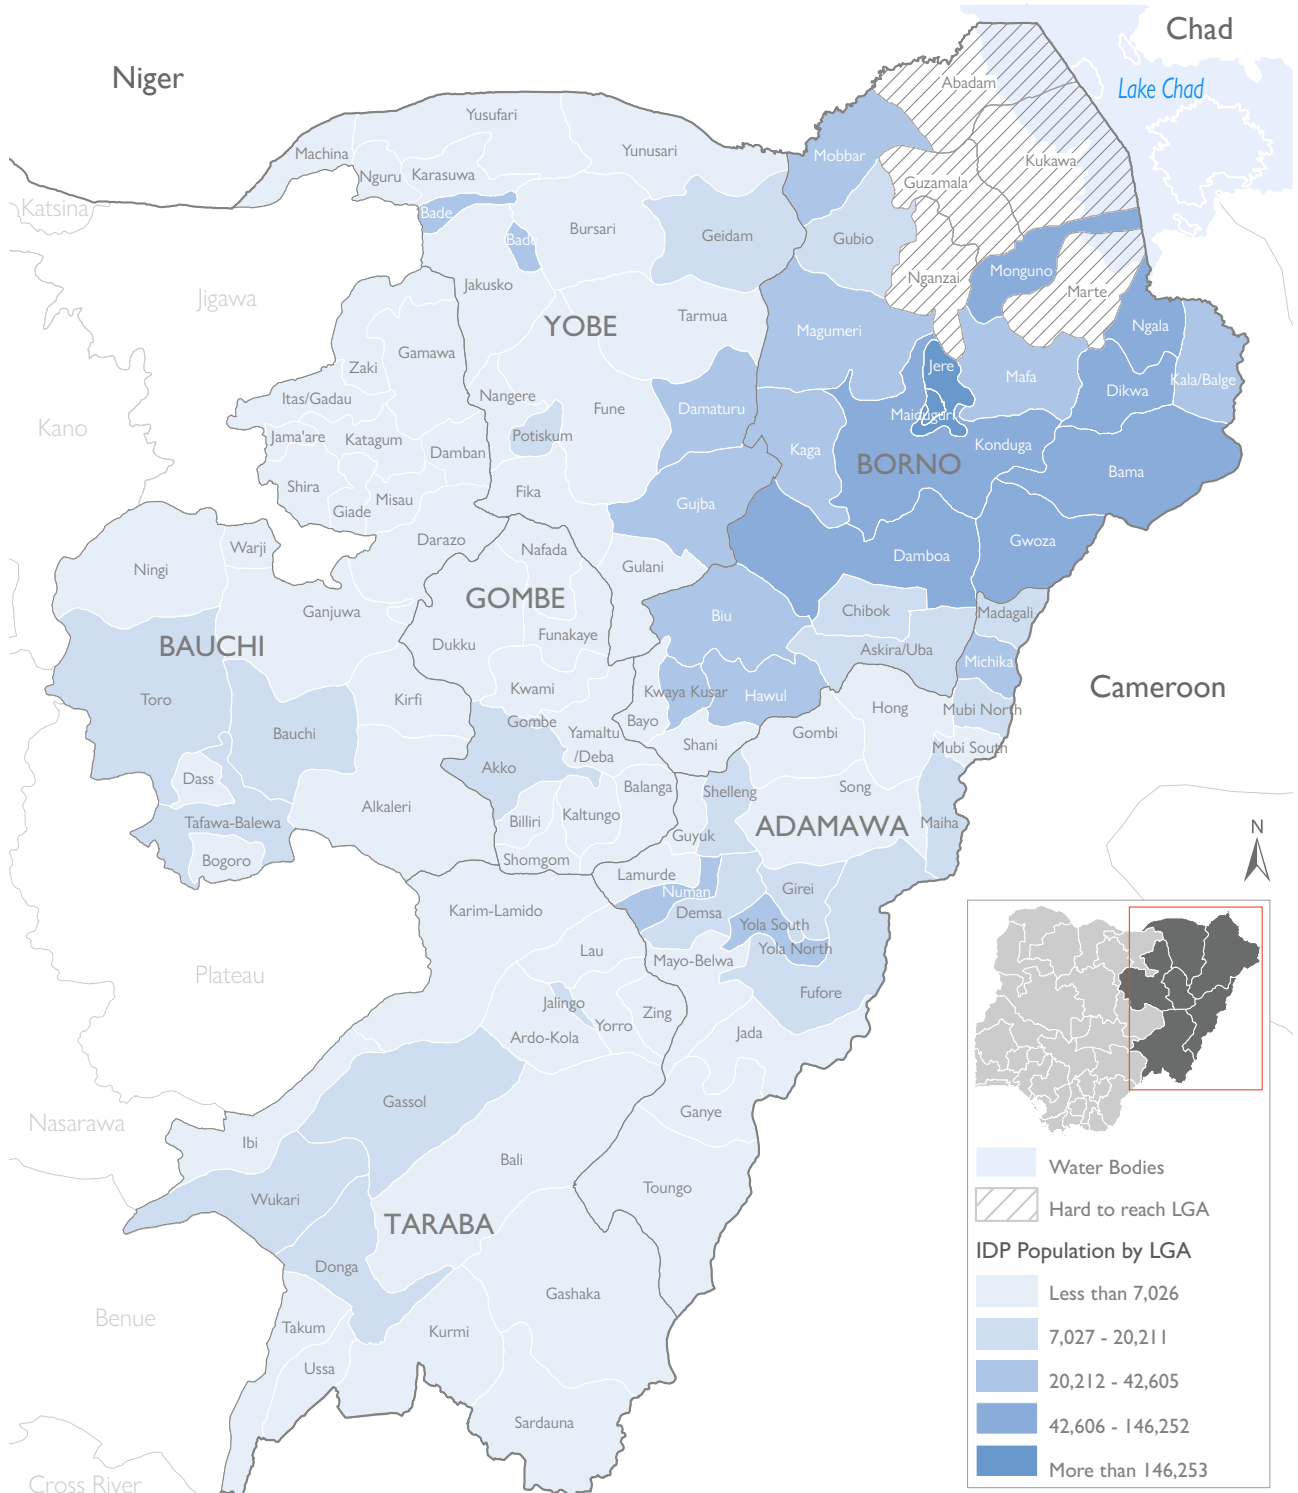 Chad
Niger
Lake Chad
Abadam
Yusufari
Machina
Yunusari
Mobbar
Kukawa
Nguru
Karasuwa
Guzamala
Katsina
Bade
Bade
Bursari
Geidam
Gubio
Nganzai
Monguno
Jakusko
Marte
Jigawa
YOBE
Tarmua
Magumeri
Ngala
Gamawa
Zaki
Jere
Mafa
Kala/Balge
Dikwa
Itas/Gadau
Nangere
Fune
Damaturu
Maiduguri
Kano
Jama'are
Katagum
Potiskum
Damban
Kaga
BORNO
Konduga
Bama
Shira
Misau
Giade
Fika
Gujba
Darazo
Nafada
Gwoza
Damboa
Warji
Ningi
Gulani
GOMBE
Ganjuwa
Biu
Chibok
Madagali
BAUCHI
Dukku
Funakaye
Askira/Uba
Michika
Cameroon
Kwami
Kwaya Kusar
Hawul
Toro
Kirfi
Hong
Mubi North
Gombe
Bayo
Bauchi
Yamaltu
/Deba
Shani
Gombi
Mubi South
Akko
Dass
Balanga
Shelleng
Song
Alkaleri
Kaltungo
Billiri
Tafawa-Balewa
ADAMAWA
Maiha
Guyuk
N
Bogoro
Shomgom
Lamurde
Numan
Girei
Karim-Lamido
Demsa
Yola South
Yola North
Lau
Mayo-Belwa
Plateau
Fufore
Jalingo
Zing
Yorro
Ardo-Kola
Jada
Gassol
Ganye
Nasarawa
Ibi
Bali
Wukari
Toungo
TARABA
Donga
Gashaka
Benue
Takum
Kurmi
Ussa
Sardauna
Cross River
Water Bodies
Hard to reach LGA
IDP Population by LGA
Less than 7,026
7,027 - 20,211
20,212 - 42,605
42,606 - 146,252
More than 146,253